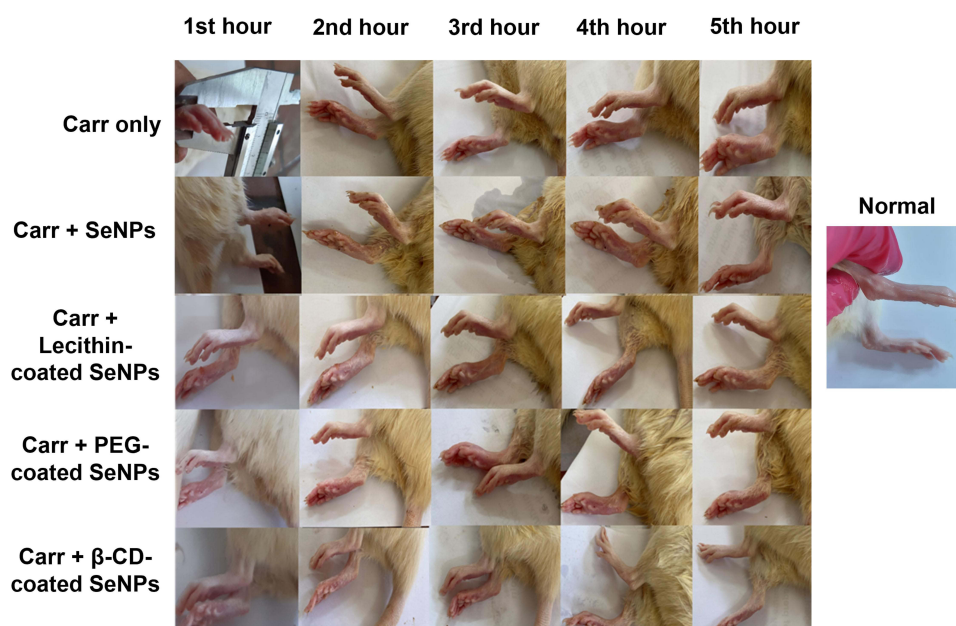 1st hour
2nd hour
3rd hour
4th hour
5th hour
Carr only
Carr + SeNPs
Normal
Carr +
Lecithin-
coated SeNPs
Carr + PEG-
coated SeNPs
Carr + β-CD-
coated SeNPs